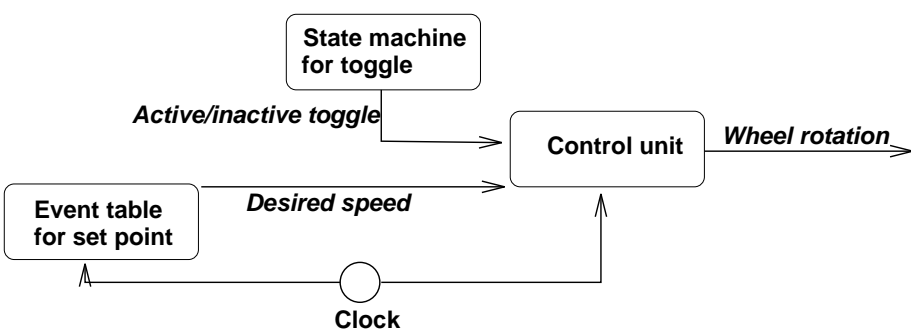 State machine
for toggle
Active/inactive toggle
Control unit
Wheel rotation
Desired speed
Event table
for set point
Clock